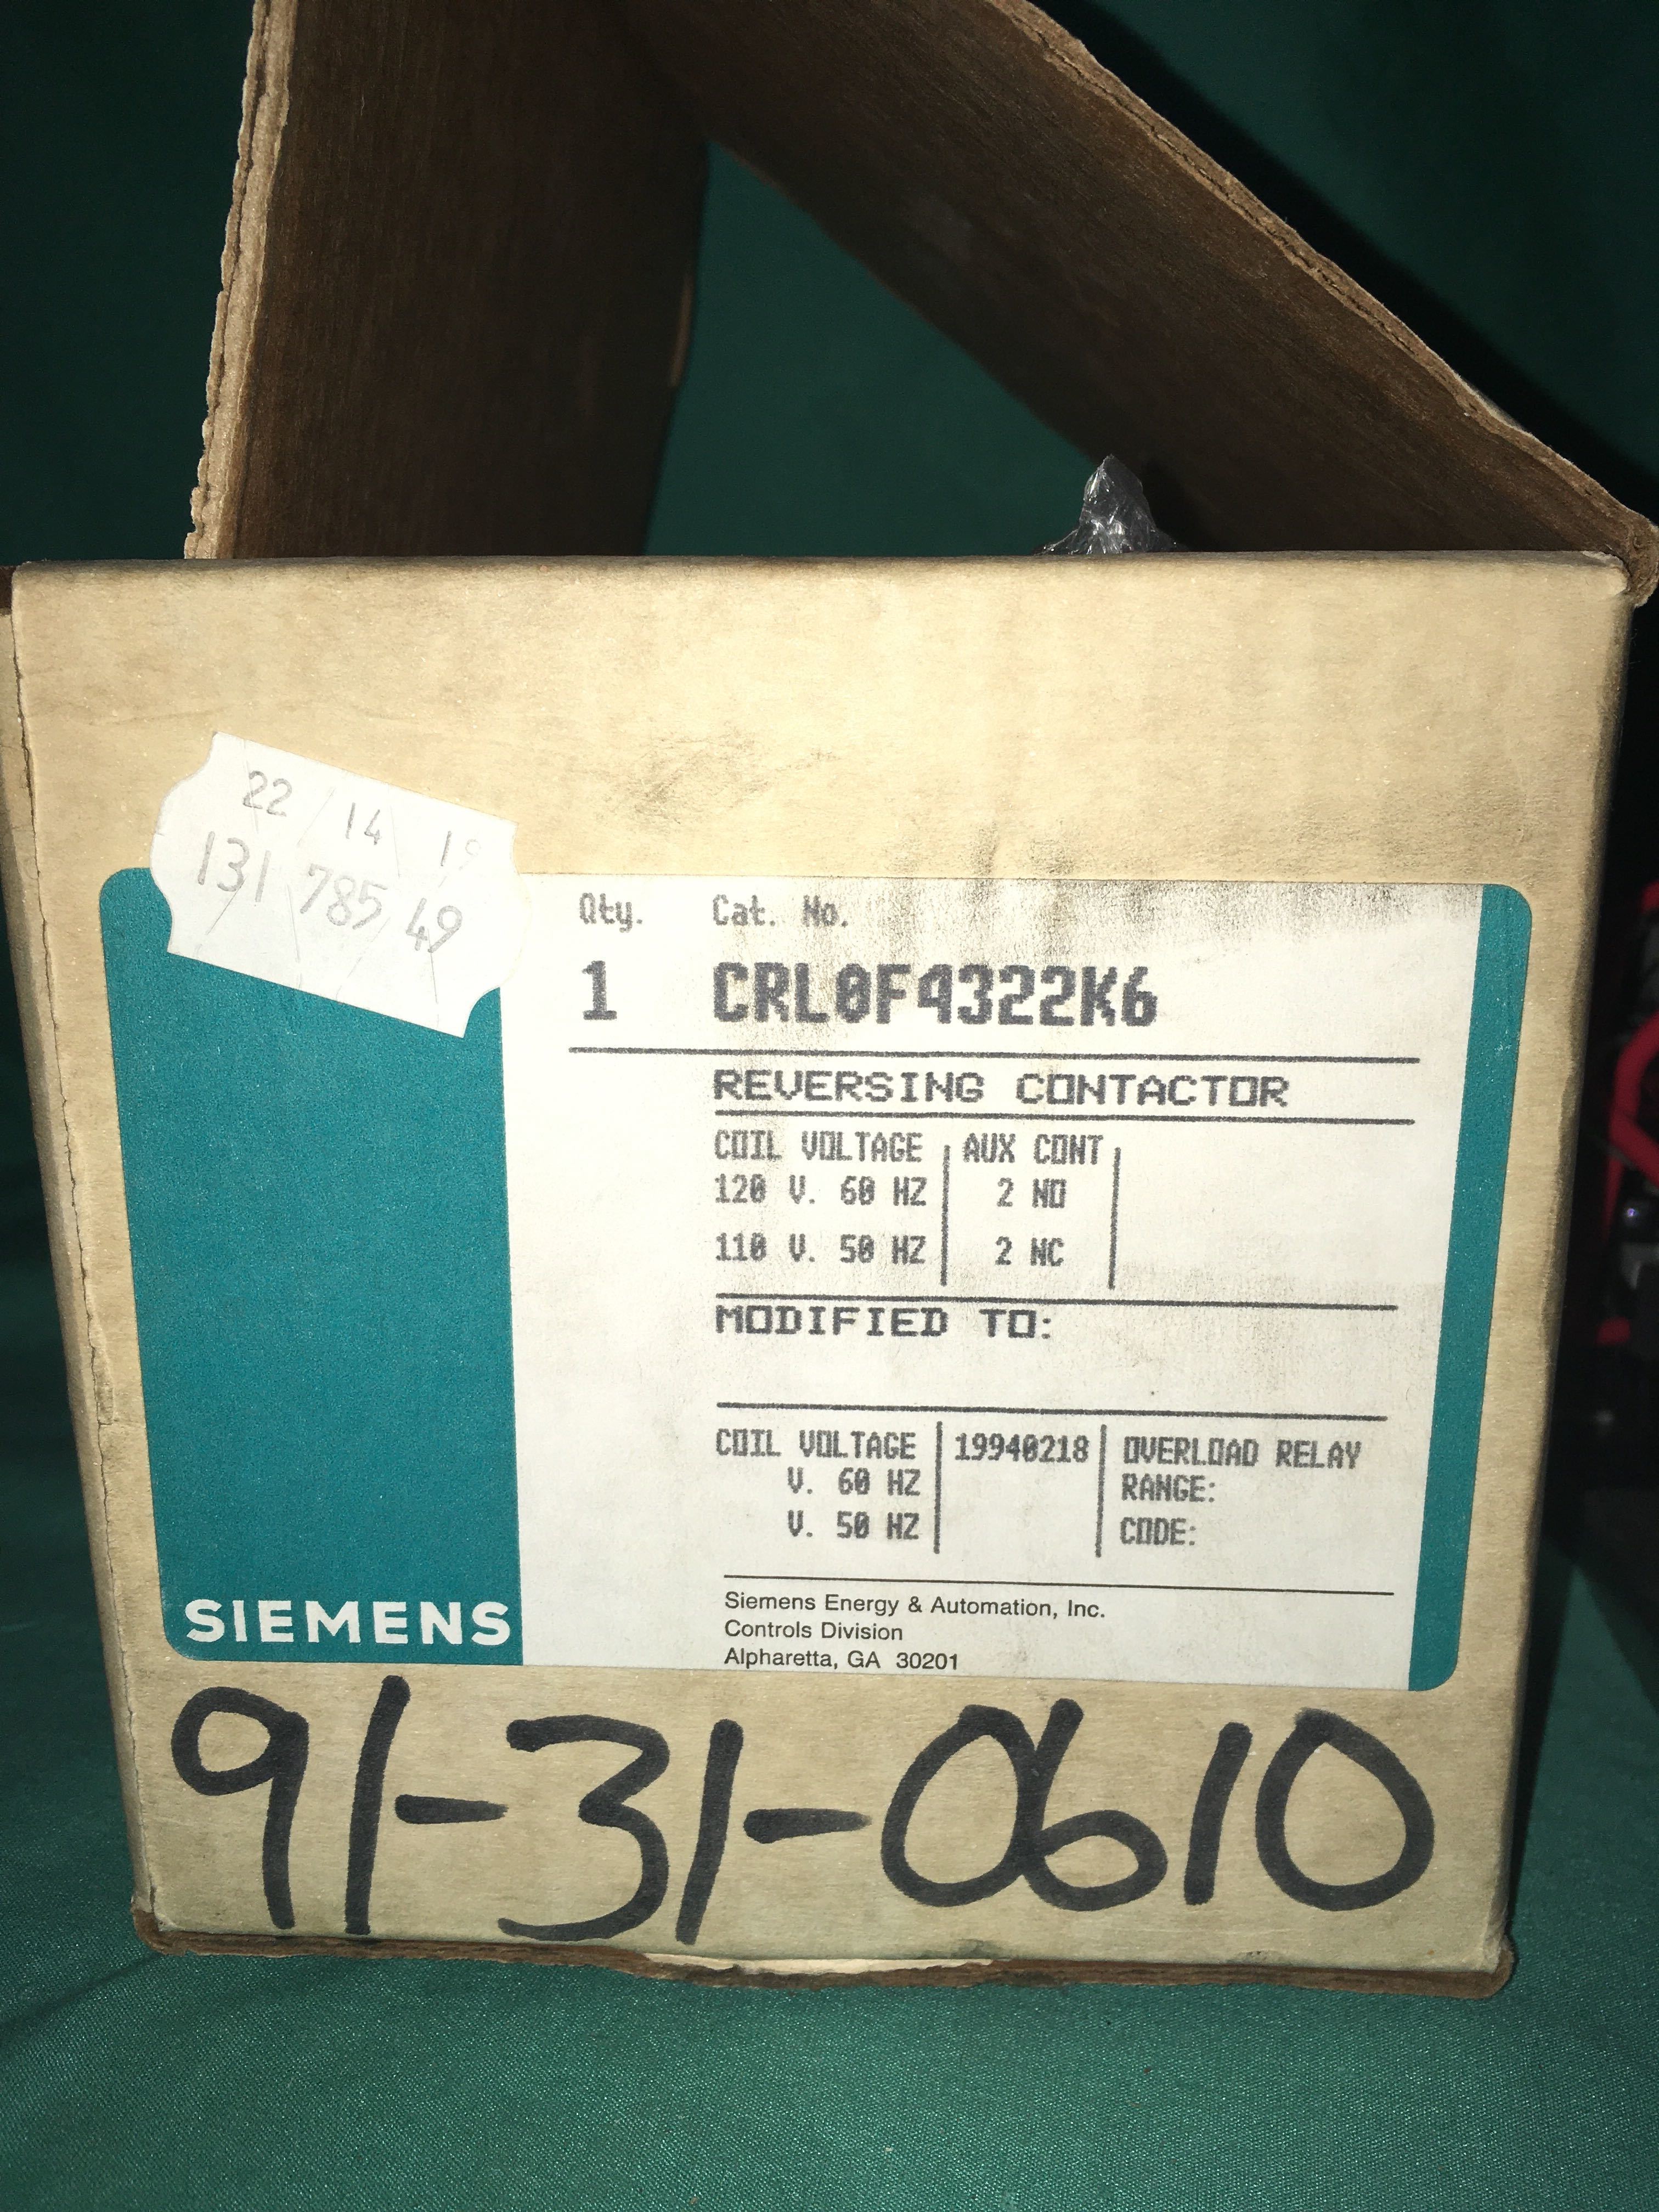 22 / 14 19
131 785 49
Qty. Cat. No.
1 CRL0F4322K6
REVERSING CONTACTOR
COIL VOLTAGE AUX CONT
120 V. 60 HZ 2 NO
110 V. 50 HZ 2 NC
MODIFIED TO:
COIL VOLTAGE 19940218 OVERLOAD RELAY
V. 60 HZ RANGE:
V. 50 HZ CODE:
SIEMENS
Siemens Energy & Automation, Inc.
Controls Division
Alpharetta, GA 30201
91-31-0610